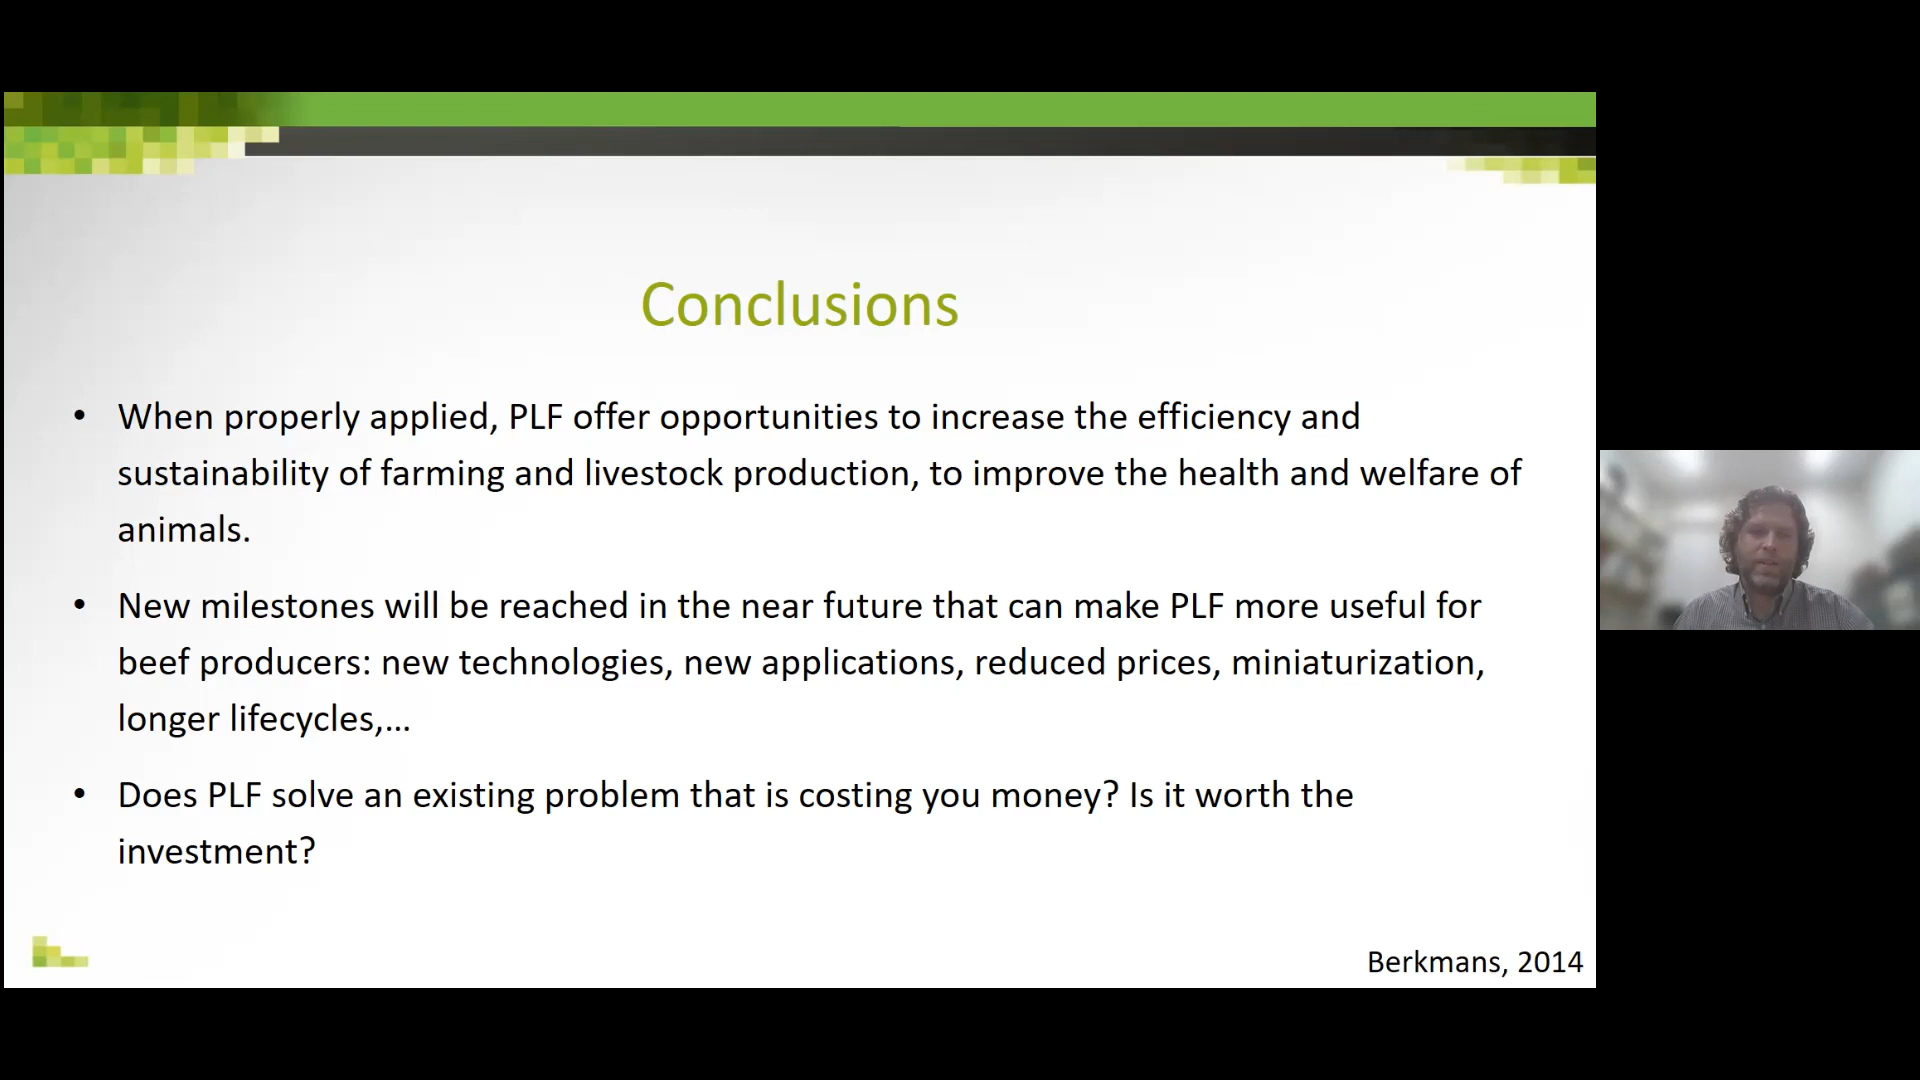 Conclusions
• When properly applied, PLF offer opportunities to increase the efficiency and
sustainability of farming and livestock production, to improve the health and welfare of
animals.
• New milestones will be reached in the near future that can make PLF more useful for
beef producers: new technologies, new applications, reduced prices, miniaturization,
longer lifecycles,...
• Does PLF solve an existing problem that is costing you money? Is it worth the
investment?
Berkmans, 2014